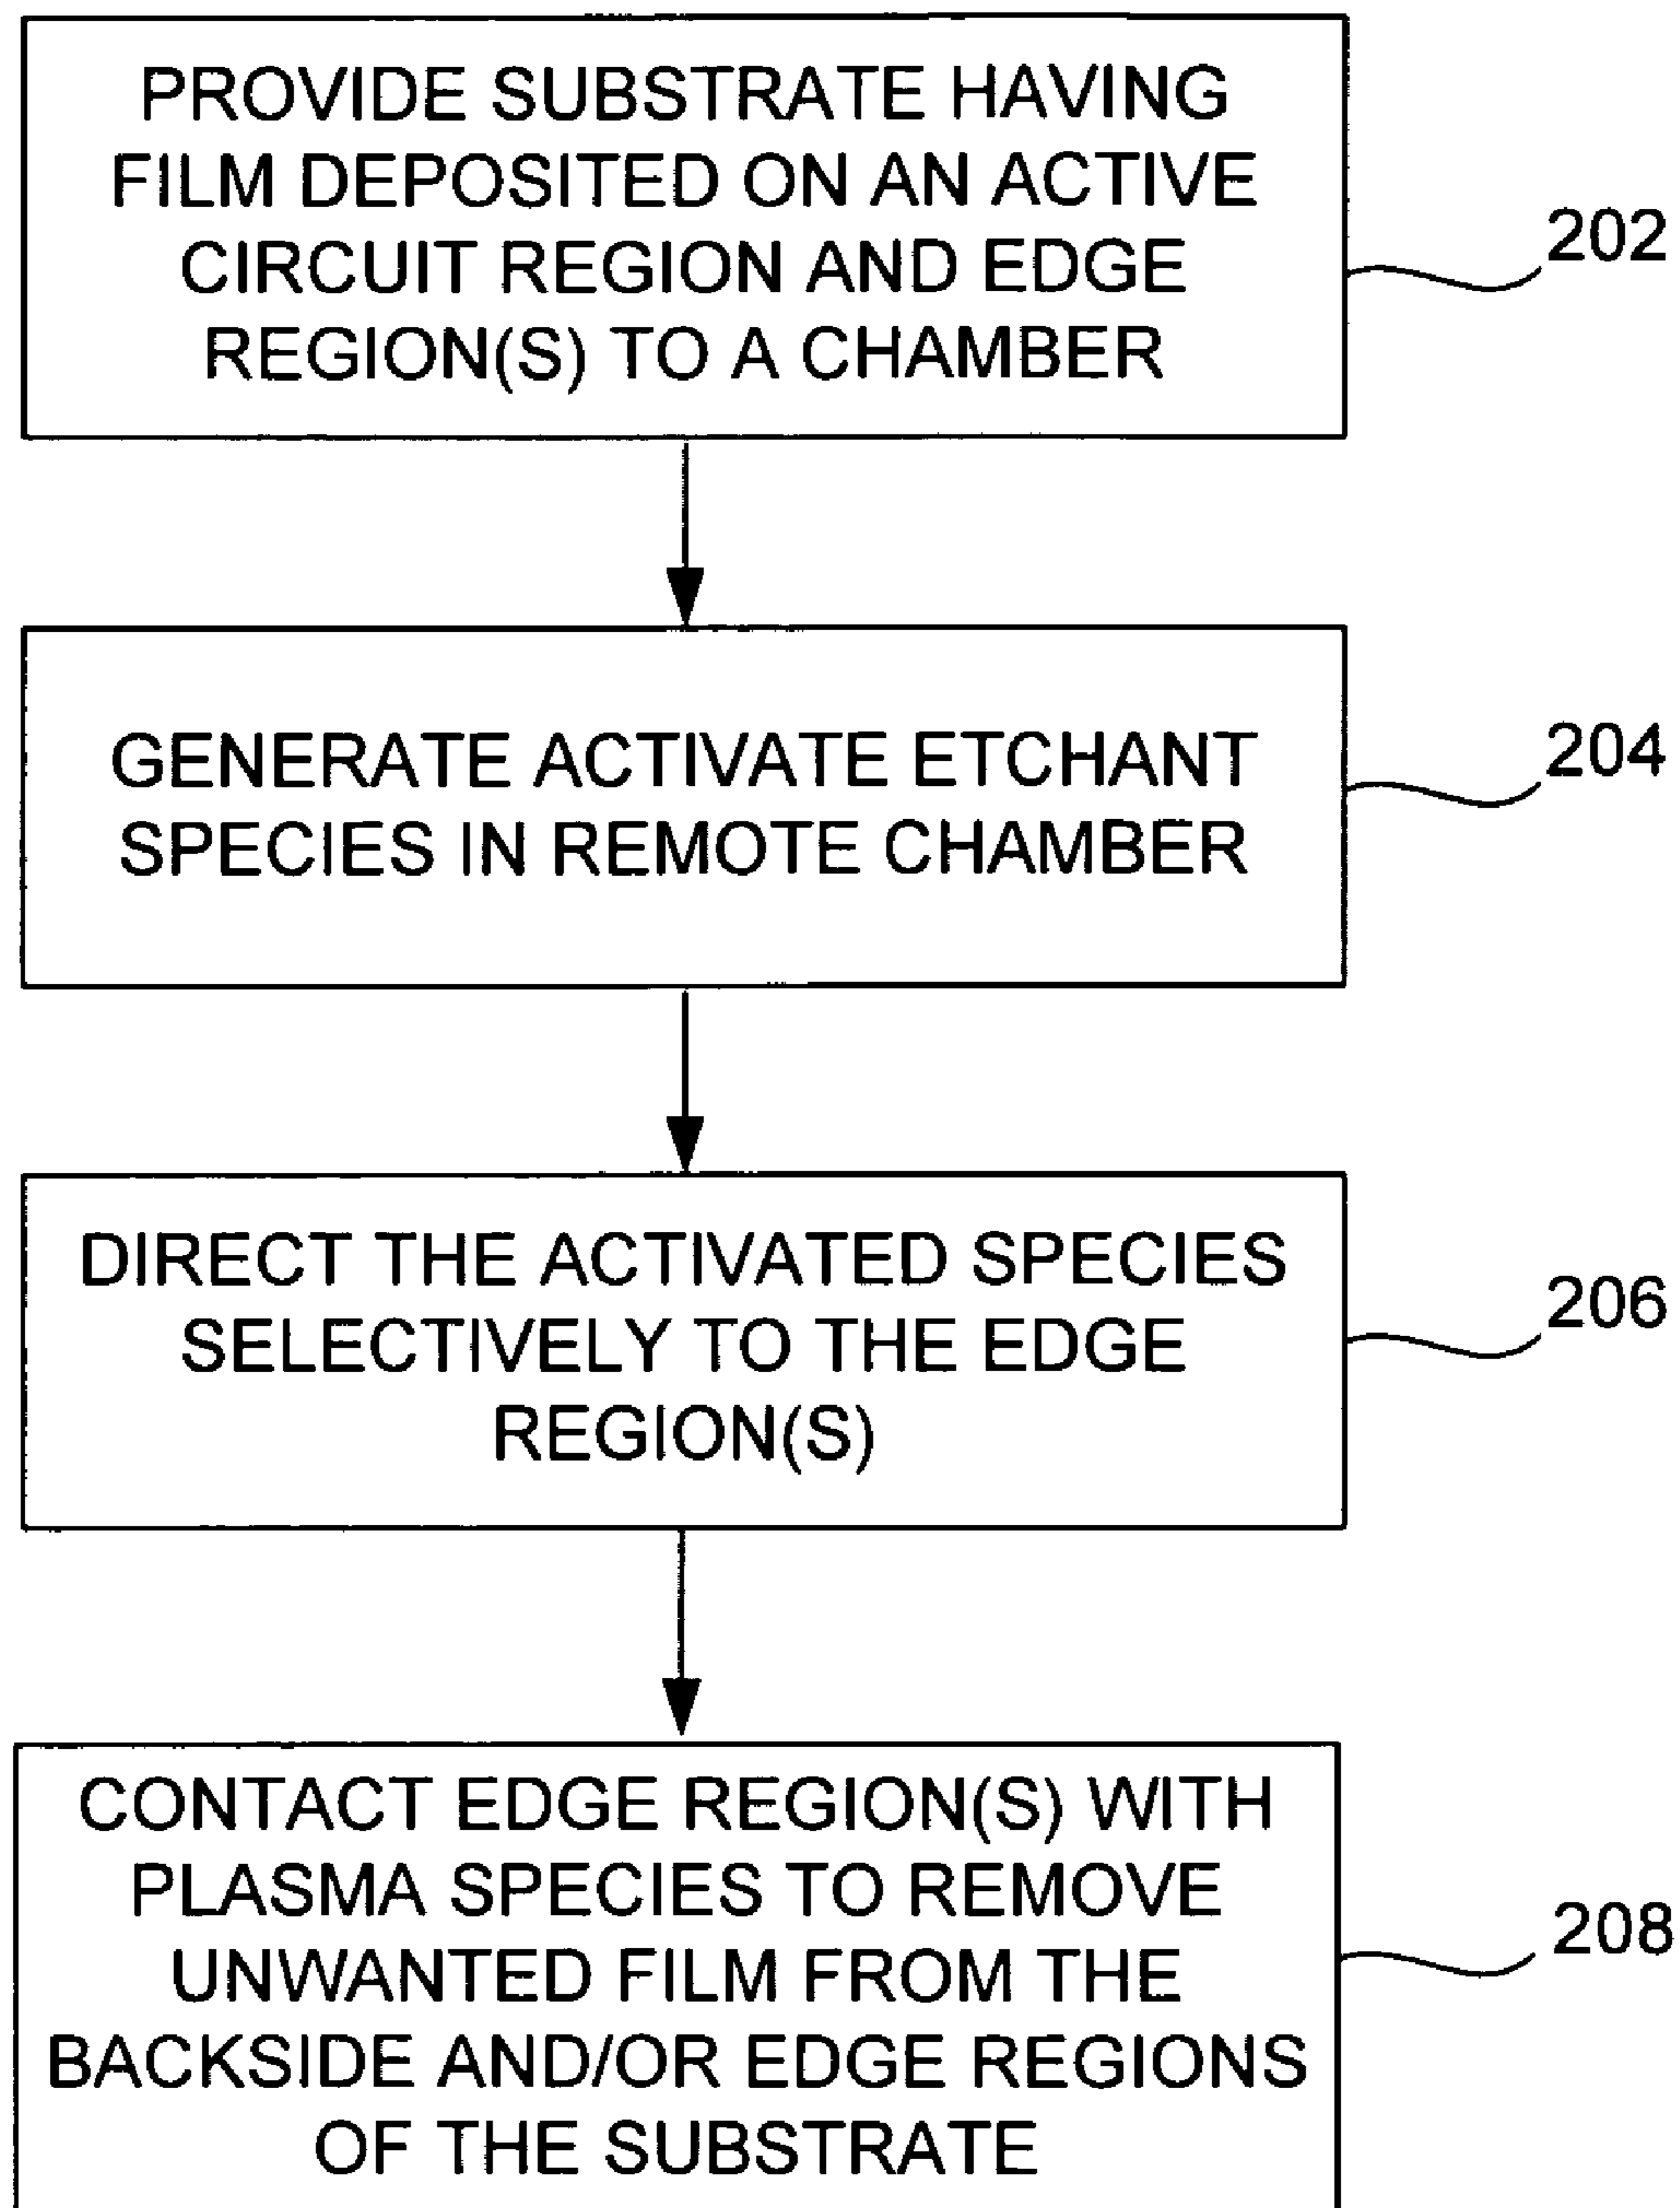 PROVIDE SUBSTRATE HAVING
FILM DEPOSITED ON AN ACTIVE
CIRCUIT REGION AND EDGE
REGION(S) TO A CHAMBER
202
GENERATE ACTIVATE ETCHANT
SPECIES IN REMOTE CHAMBER
204
DIRECT THE ACTIVATED SPECIES
SELECTIVELY TO THE EDGE
REGION(S)
206
CONTACT EDGE REGION(S) WITH
PLASMA SPECIES TO REMOVE
UNWANTED FILM FROM THE
BACKSIDE AND/OR EDGE REGIONS
OF THE SUBSTRATE
208